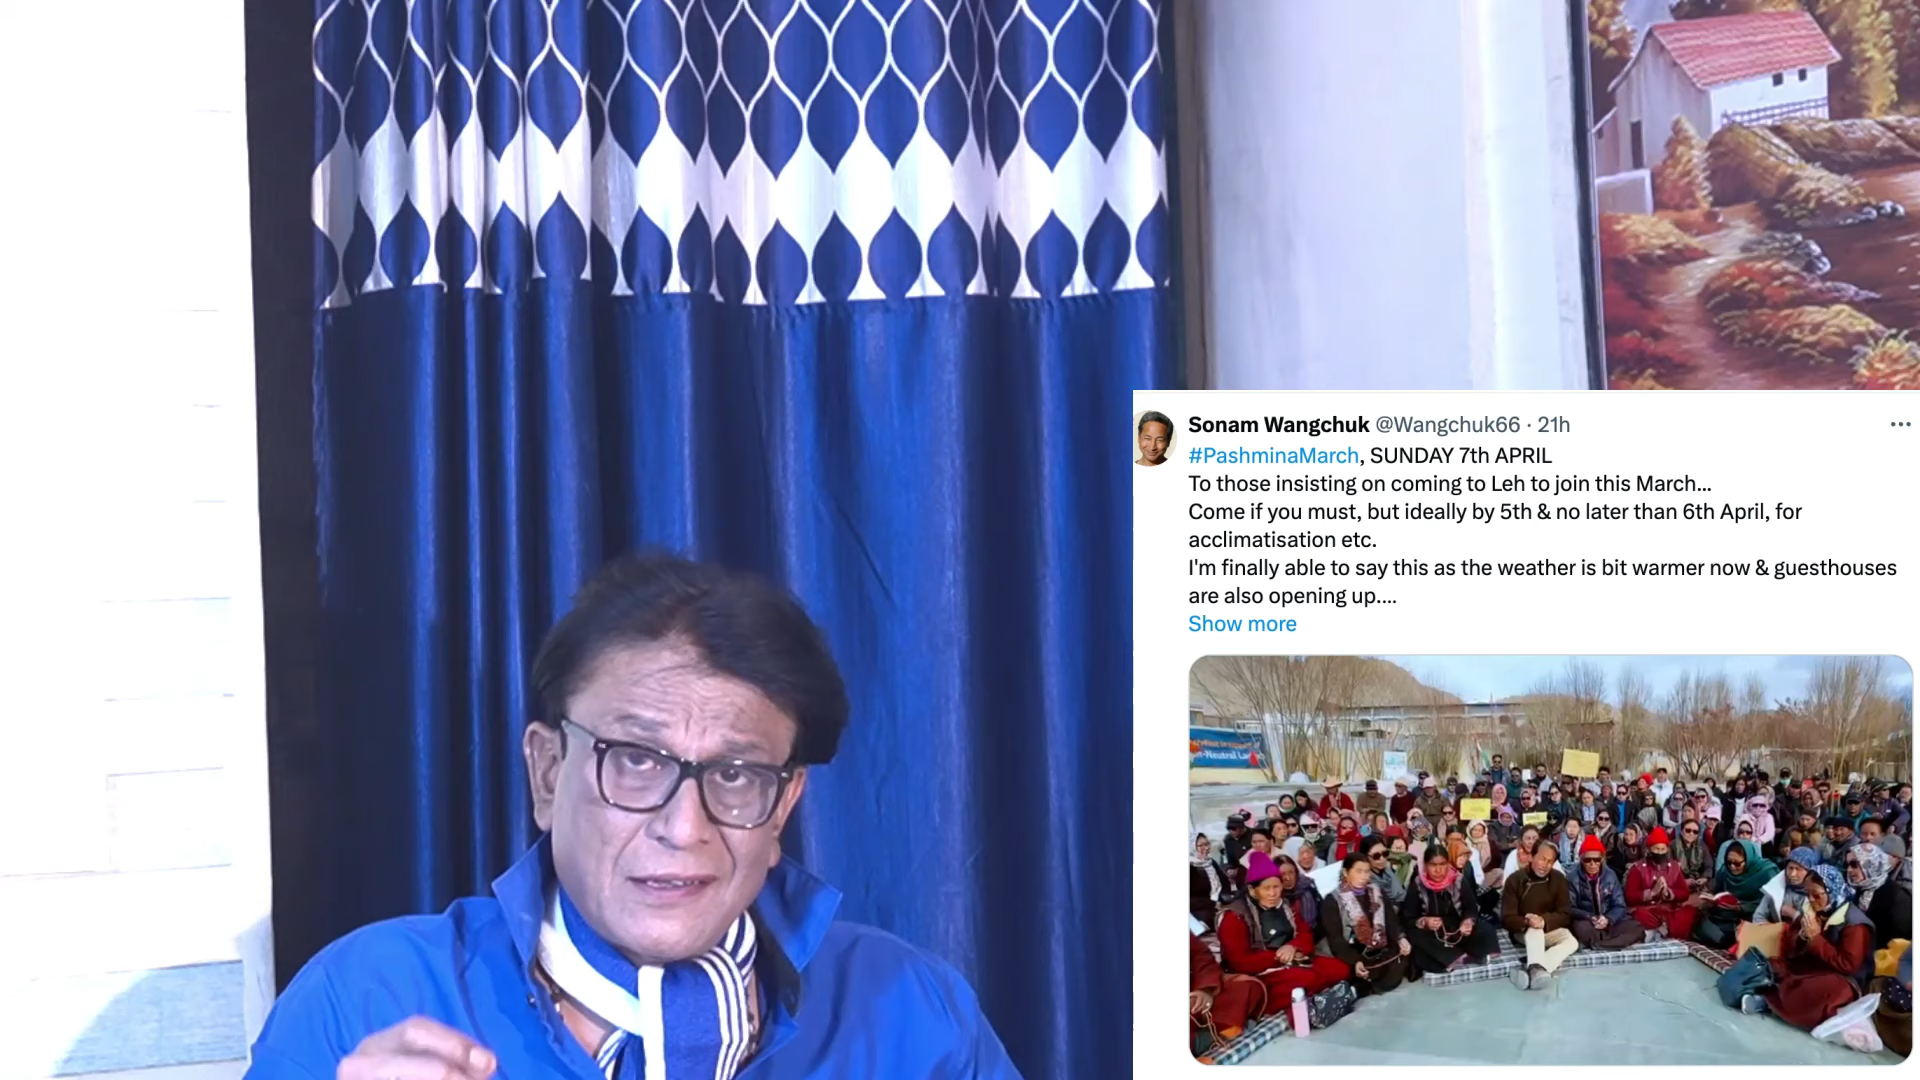 Sonam Wangchuk @Wangchuk66 · 21h
#PashminaMarch, SUNDAY 7th APRIL
To those insisting on coming to Leh to join this March...
Come if you must, but ideally by 5th & no later than 6th April, for
acclimatisation etc.
I'm finally able to say this as the weather is bit warmer now & guesthouses
are also opening up....
Show more